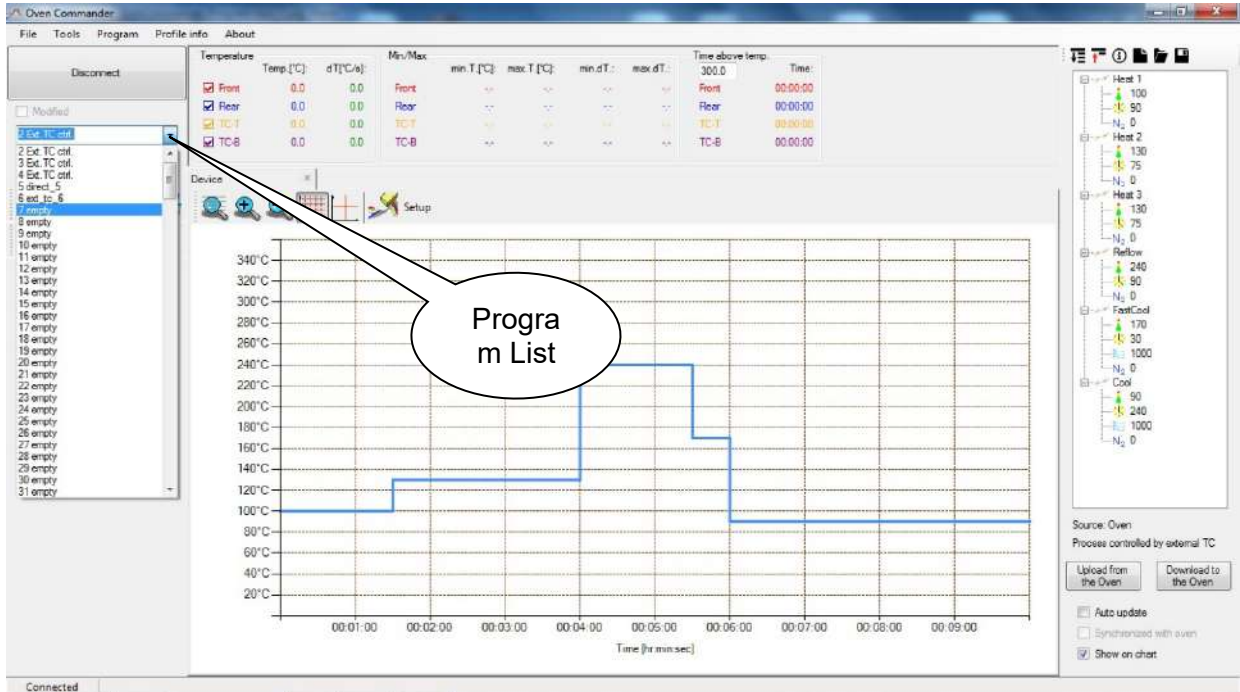 Oven Commander
File Tools Program Profile info About
Disconnect
Modified
2 Ext. TC ctrl.
2 Ext. TC ctrl.
3 Ext. TC ctrl.
4 Ext. TC ctrl.
5 direct_5
6 ext_tc_6
7 empty
8 empty
9 empty
10 empty
11 empty
12 empty
13 empty
14 empty
15 empty
16 empty
17 empty
18 empty
19 empty
20 empty
21 empty
22 empty
23 empty
24 empty
25 empty
26 empty
27 empty
28 empty
29 empty
30 empty
31 empty
Temperature
Temp.[°C]: dT[°C/s]:
Front 0.0 0.0
Rear 0.0 0.0
TC-T 0.0 0.0
TC-B 0.0 0.0
Min/Max
min.T.[°C]: max.T.[°C]: min.dT.: max.dT.:
Front -.- -.- -.- -.-
Rear -.- -.- -.- -.-
TC-T -.- -.- -.- -.-
TC-B -.- -.- -.- -.-
Time above temp.
300.0 Time:
Front 00:00:00
Rear 00:00:00
TC-T 00:00:00
TC-B 00:00:00
Device
Setup
Progra
m List
340°C
320°C
300°C
280°C
260°C
240°C
220°C
200°C
180°C
160°C
140°C
120°C
100°C
80°C
60°C
40°C
20°C
00:01:00 00:02:00 00:03:00 00:04:00 00:05:00 00:06:00 00:07:00 00:08:00 00:09:00
Time [hr:min:sec]
Heat 1
100
90
N₂ 0
Heat 2
130
75
N₂ 0
Heat 3
130
75
N₂ 0
Reflow
240
90
N₂ 0
FastCool
170
30
1000
N₂ 0
Cool
90
240
1000
N₂ 0
Source: Oven
Process controlled by external TC
Upload from
the Oven
Download to
the Oven
Auto update
Synchronized with oven
Show on chart
Connected